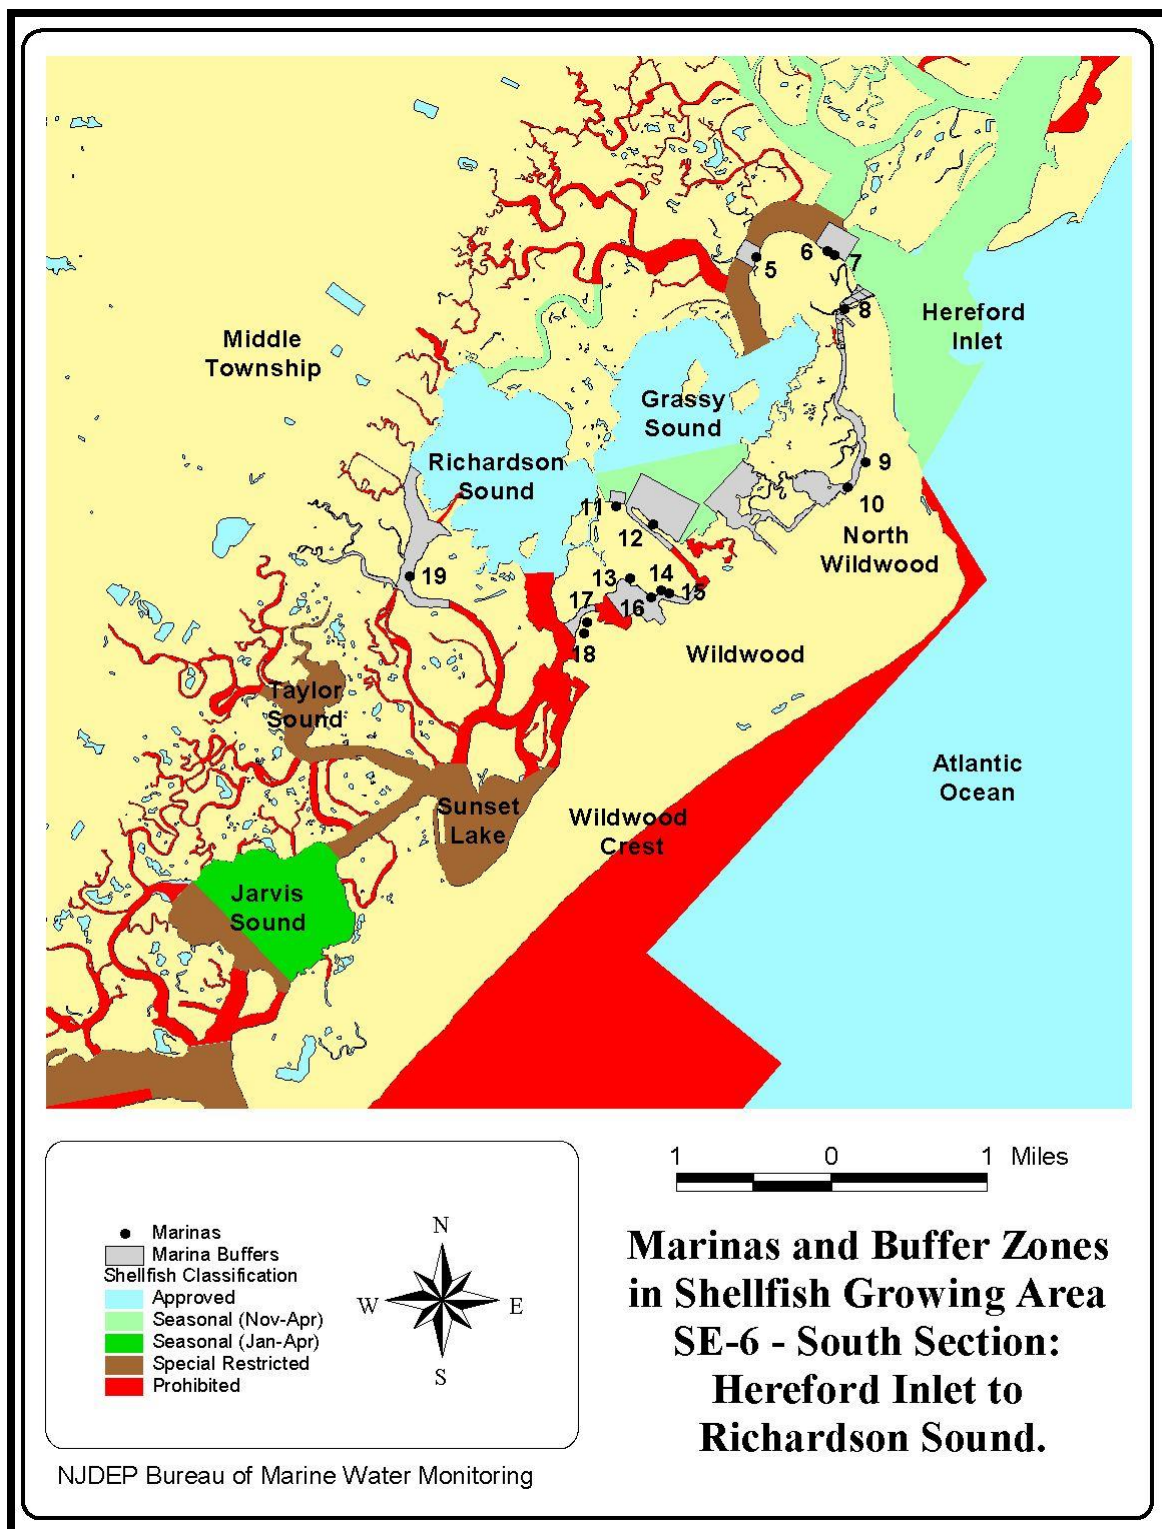 6
7
5
8
Hereford
Inlet
Middle
Township
Grassy
Sound
Richardson
Sound
9
10
11
12
North
Wildwood
19
13
14
15
16
17
18
Wildwood
Taylor
Sound
Atlantic
Ocean
Sunset
Lake
Wildwood
Crest
Jarvis
Sound
1 0 1 Miles
Marinas
Marina Buffers
Shellfish Classification
Approved
Seasonal (Nov-Apr)
Seasonal (Jan-Apr)
Special Restricted
Prohibited
N
W E
S
Marinas and Buffer Zones
in Shellfish Growing Area
SE-6 - South Section:
Hereford Inlet to
Richardson Sound.
NJDEP Bureau of Marine Water Monitoring